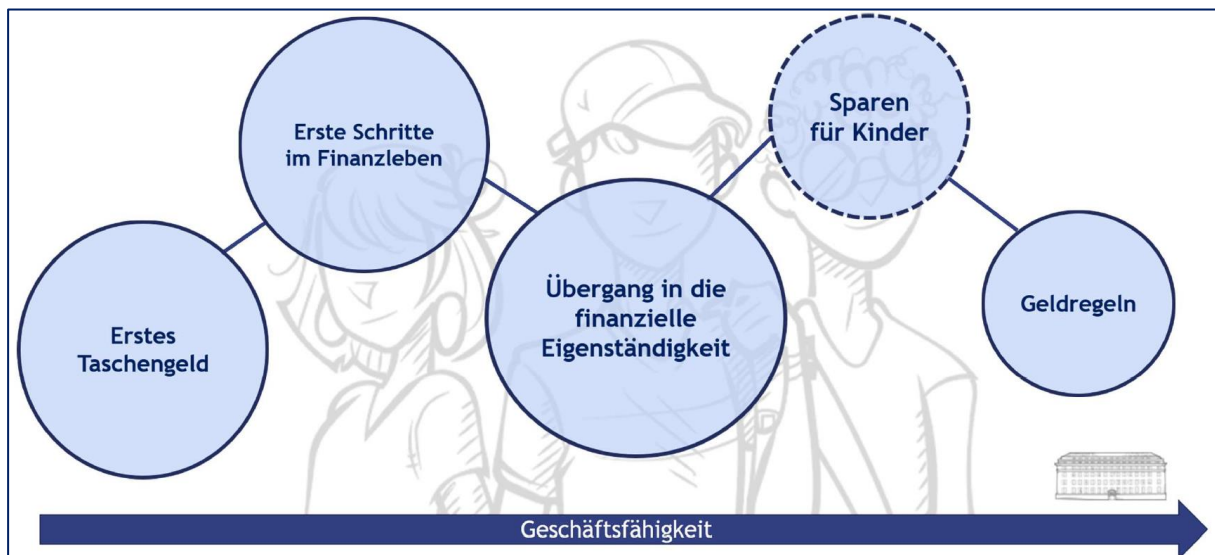 Erste Schritte
im Finanzleben
Sparen
für Kinder
Erstes
Taschengeld
Übergang in die
finanzielle
Eigenständigkeit
Geldregeln
Geschäftsfähigkeit